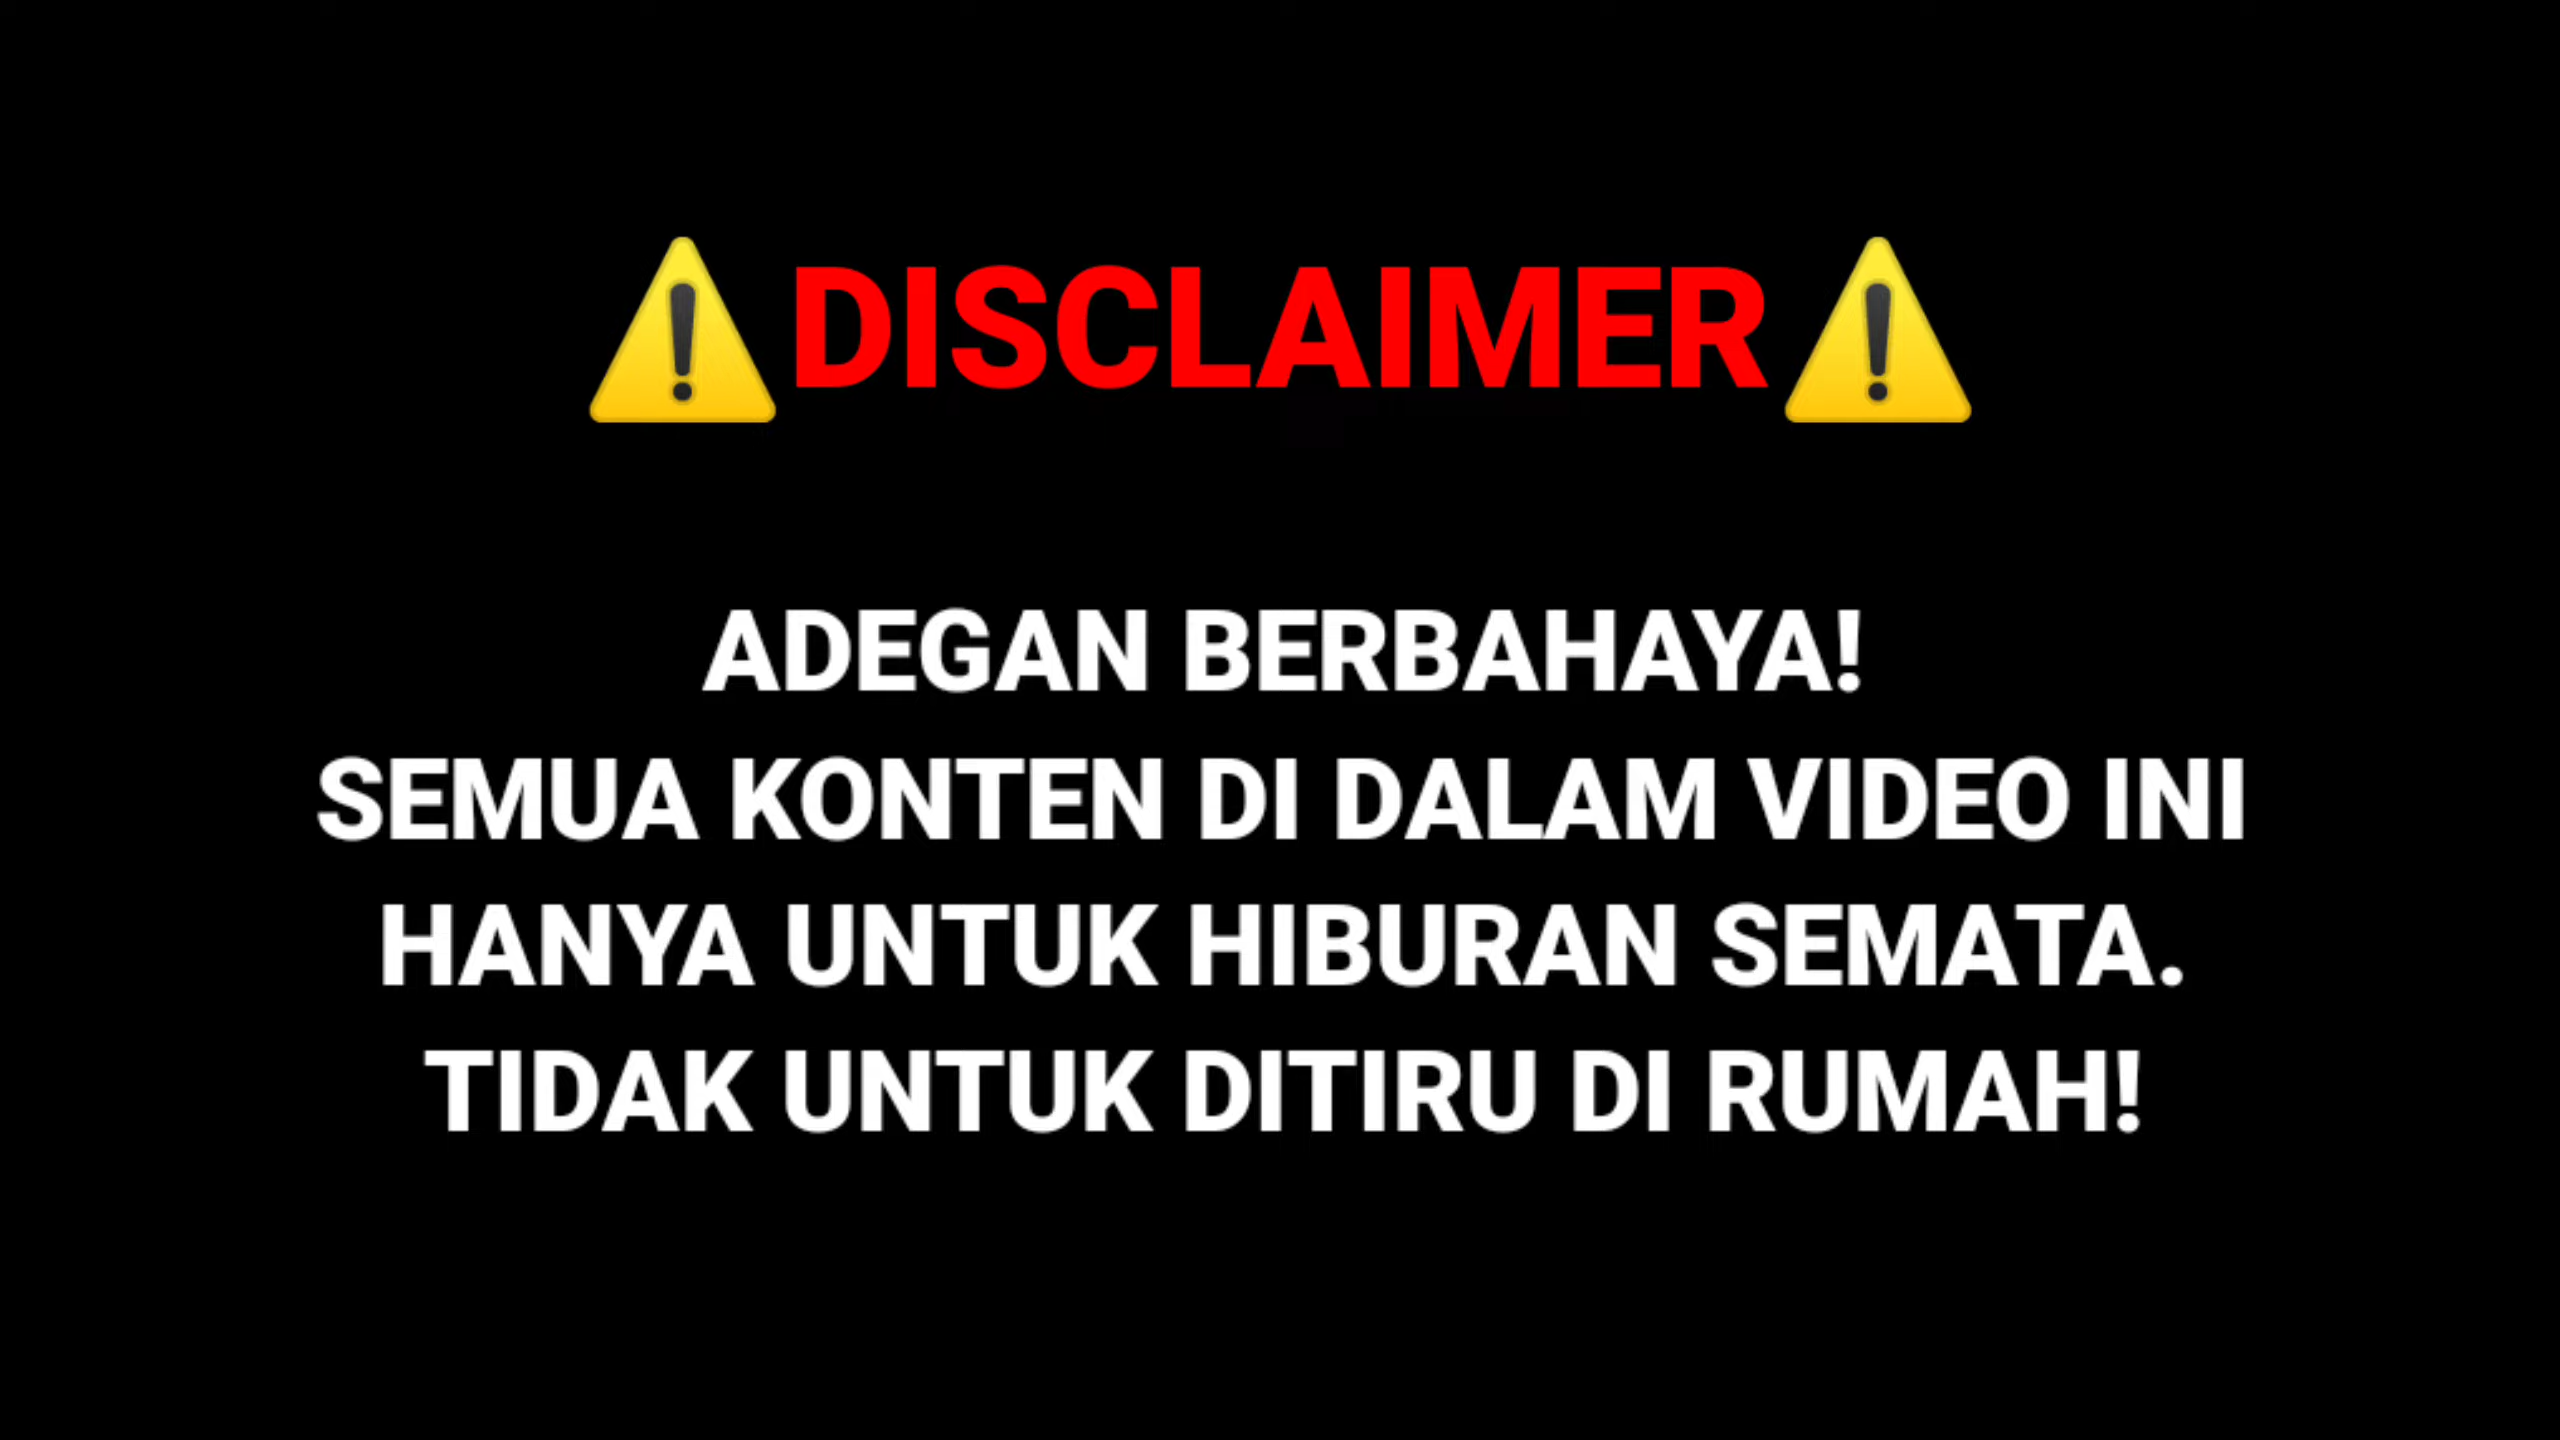 ⚠️DISCLAIMER⚠️
ADEGAN BERBAHAYA!
SEMUA KONTEN DI DALAM VIDEO INI
HANYA UNTUK HIBURAN SEMATA.
TIDAK UNTUK DITIRU DI RUMAH!